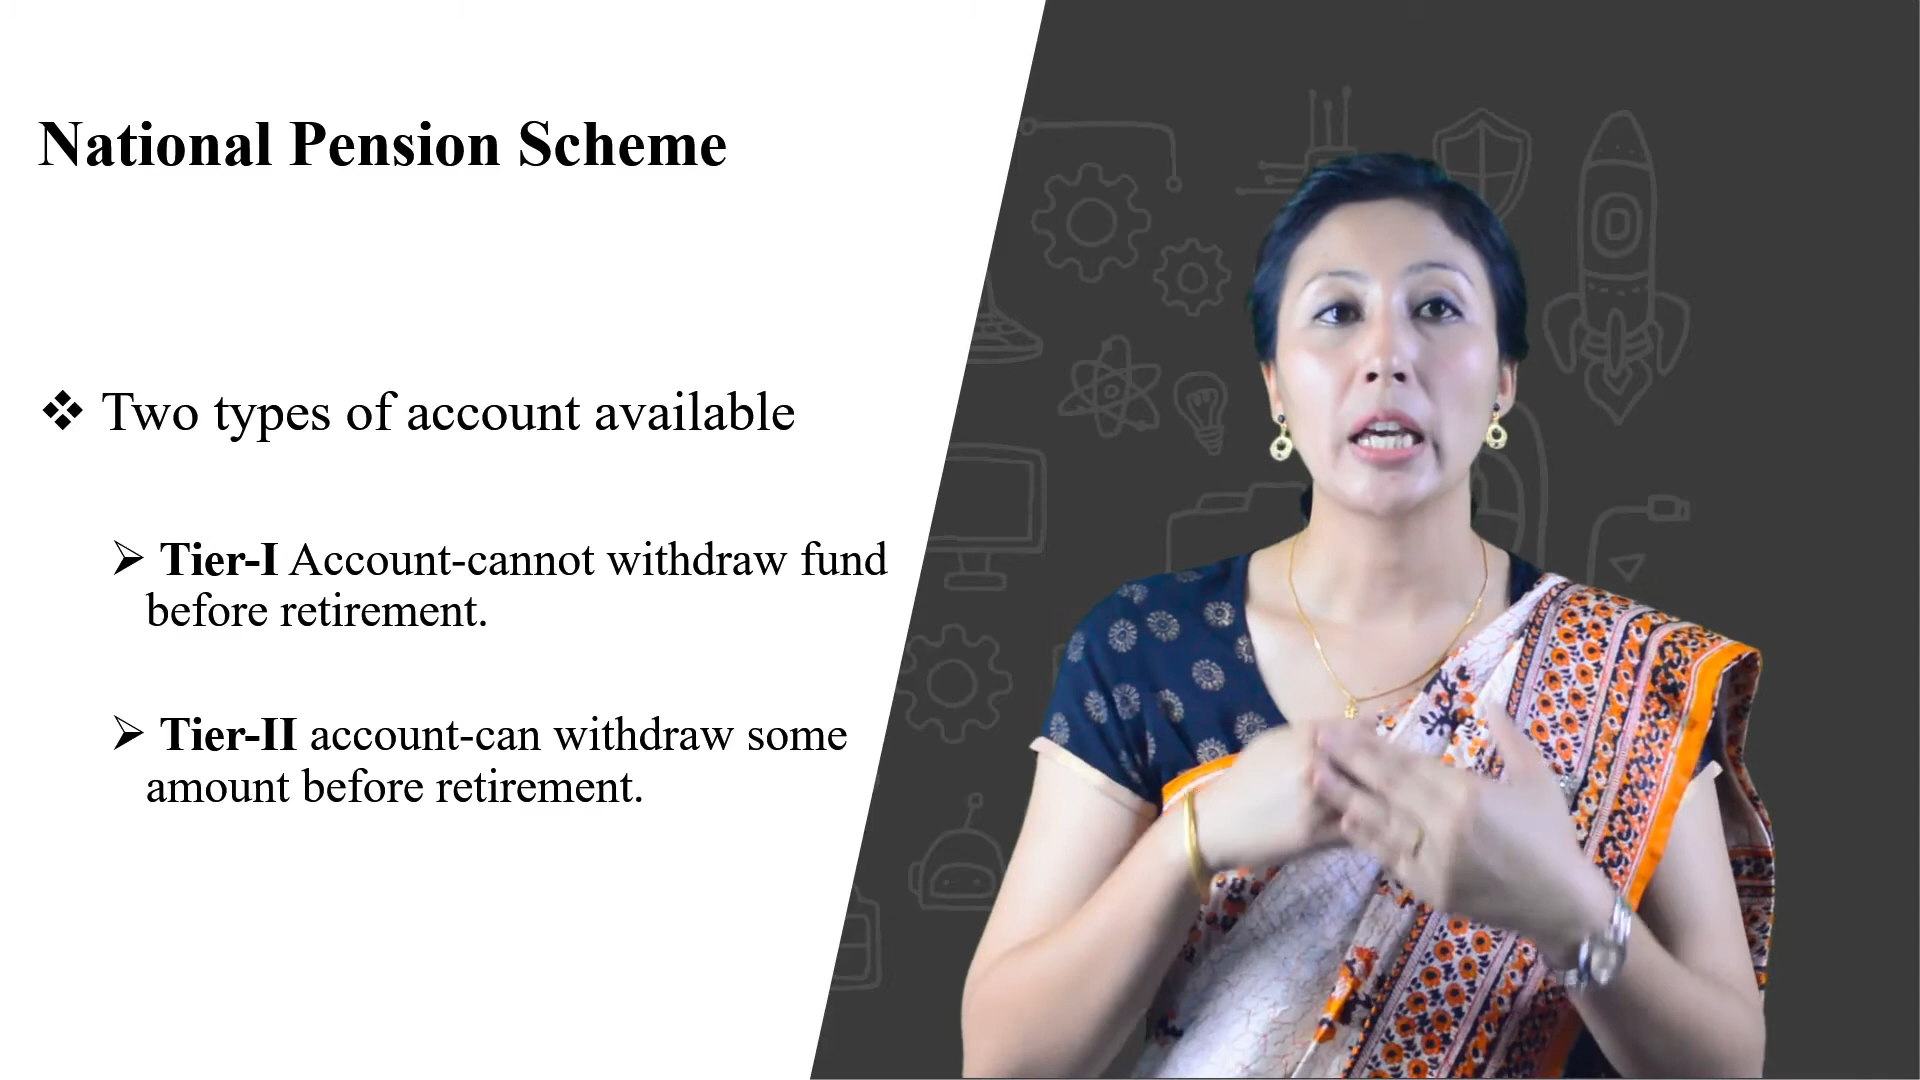 National Pension Scheme
❖ Two types of account available
➢ Tier-I Account-cannot withdraw fund
before retirement.
➢ Tier-II account-can withdraw some
amount before retirement.